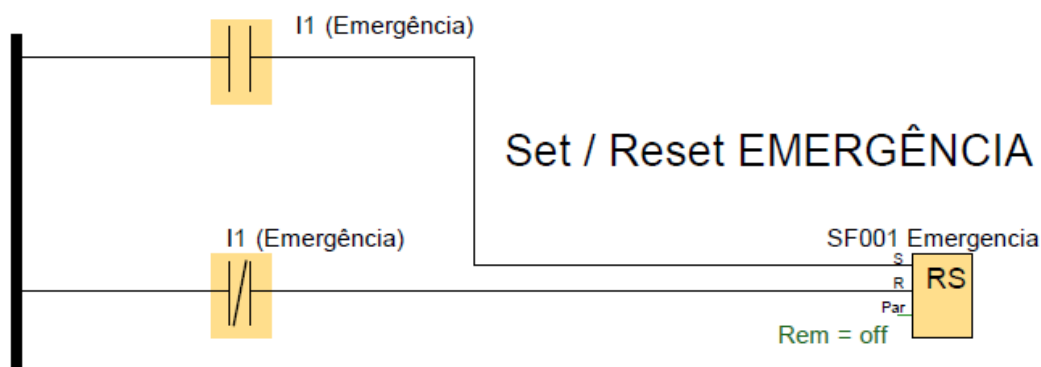 I1 (Emergência)
Set / Reset EMERGÊNCIA
I1 (Emergência)
SF001 Emergencia
S
R
RS
Par
Rem = off